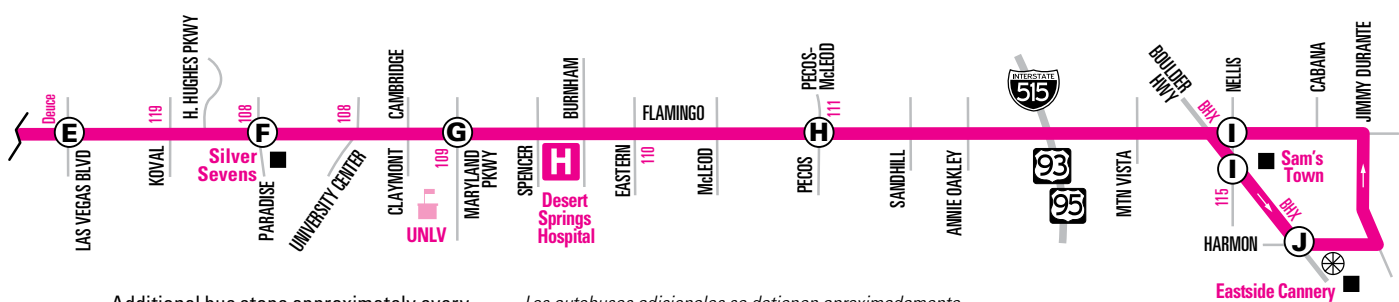 Deuce
E
LAS VEGAS BLVD
119
KOVAL
H. HUGHES PKWY
108
F
Silver
Sevens
PARADISE
108
UNIVERSITY CENTER
CAMBRIDGE
CLAYMONT
UNLV
G
109
MARYLAND
PKWY
SPENCER
BURNHAM
H
Desert
Springs
Hospital
EASTERN
110
FLAMINGO
McLEOD
PECOS-
McLEOD
H
111
PECOS
SANDHILL
ANNIE OAKLEY
INTERSTATE
515
93
95
MTN VISTA
BOULDER
HWY
BHX
NELLIS
I
I
Sam's
Town
115
BHX
HARMON
J
Eastside Cannery
CABANA
JIMMY DURANTE
Additional bus stops approximately every
Los autobuses adicionales se detienen aproximadamente